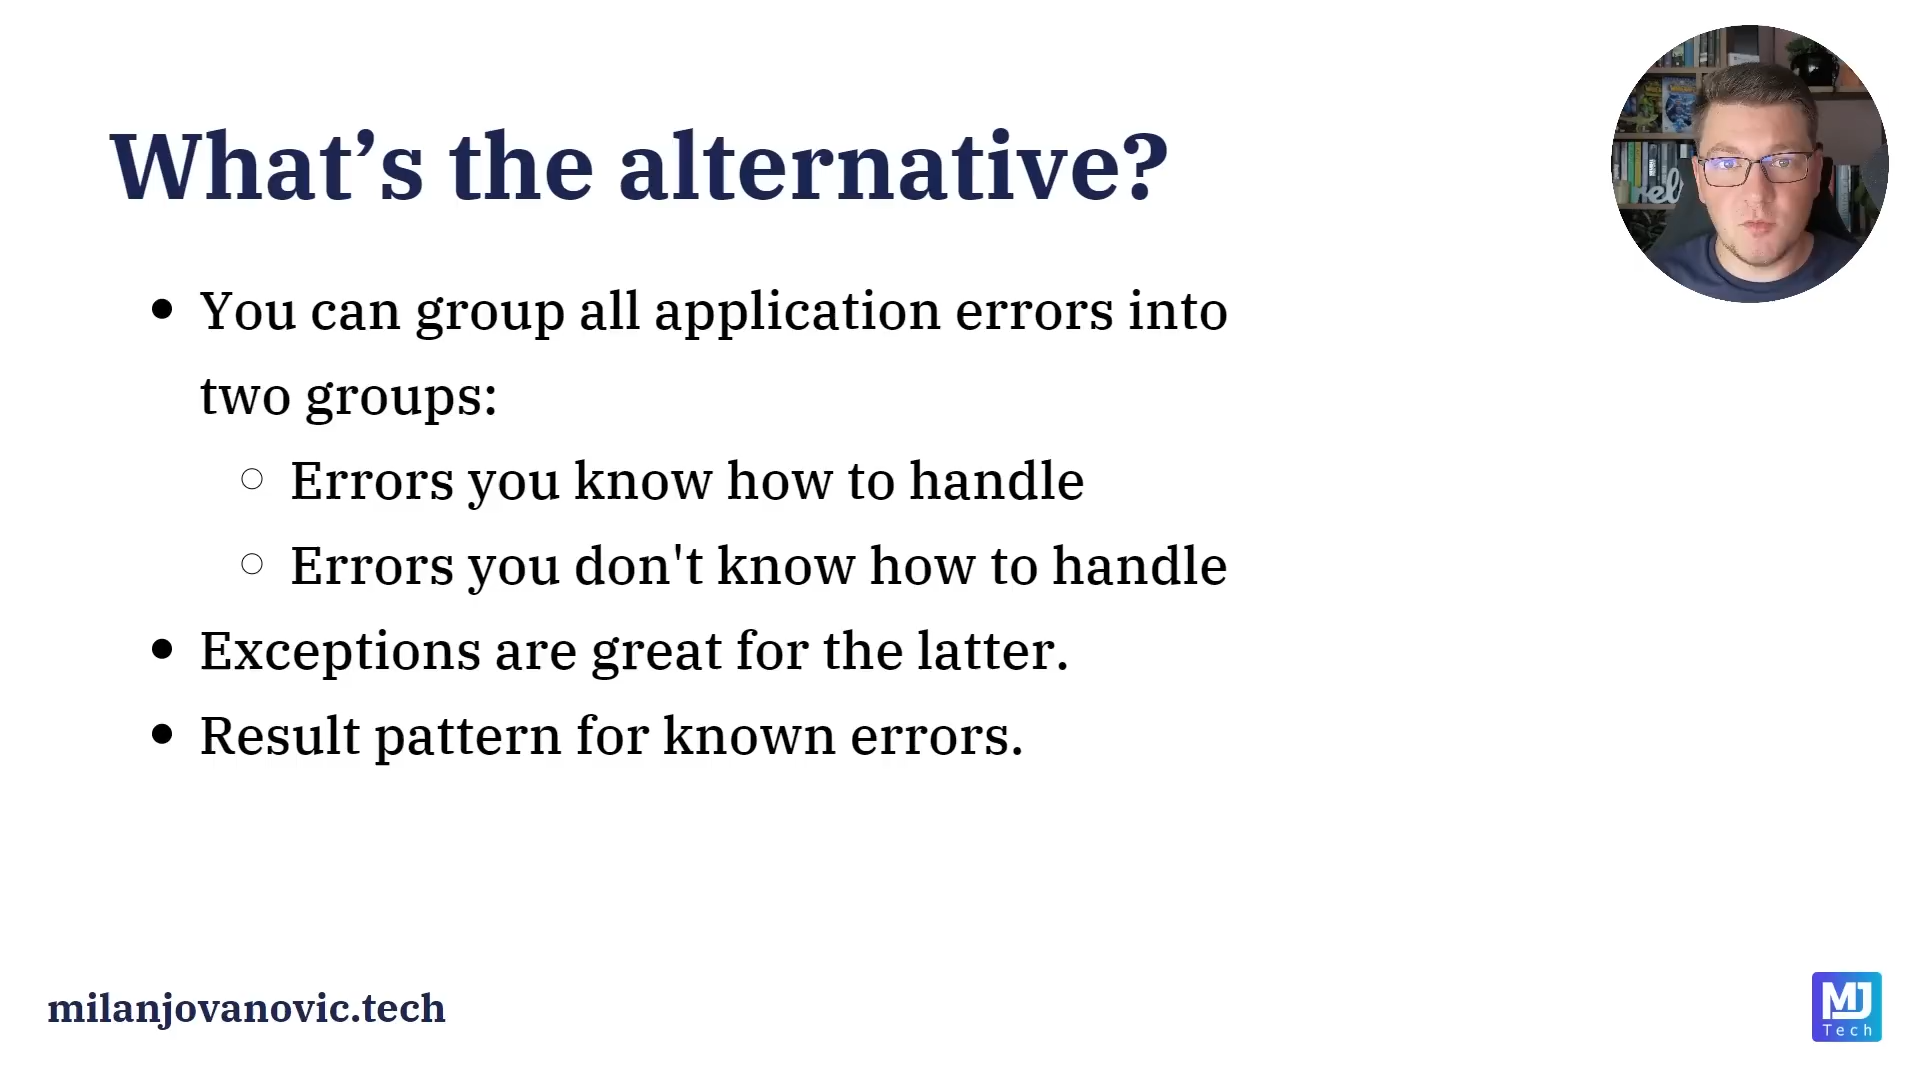 What’s the alternative?
You can group all application errors into
two groups:
Errors you know how to handle
Errors you don't know how to handle
Exceptions are great for the latter.
Result pattern for known errors.
milanjovanovic.tech
MJ
Tech